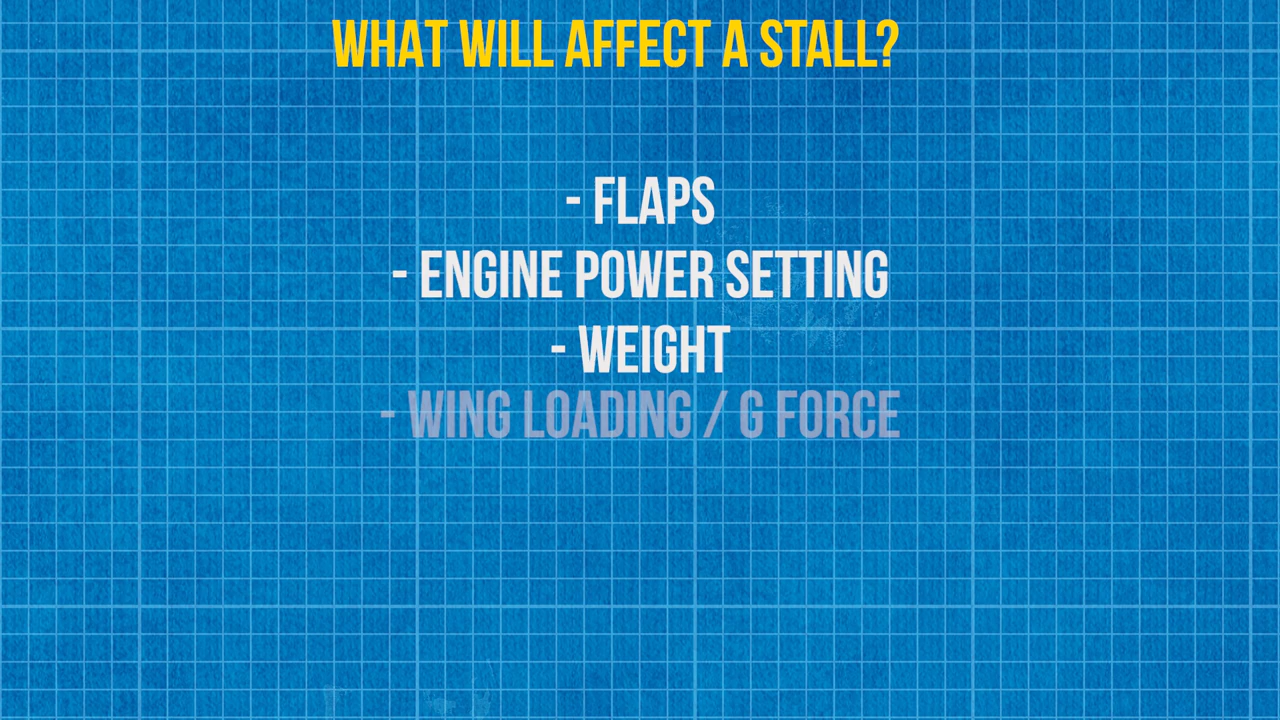 WHAT WILL AFFECT A STALL?
- FLAPS
- ENGINE POWER SETTING
- WEIGHT
- WING LOADING / G FORCE